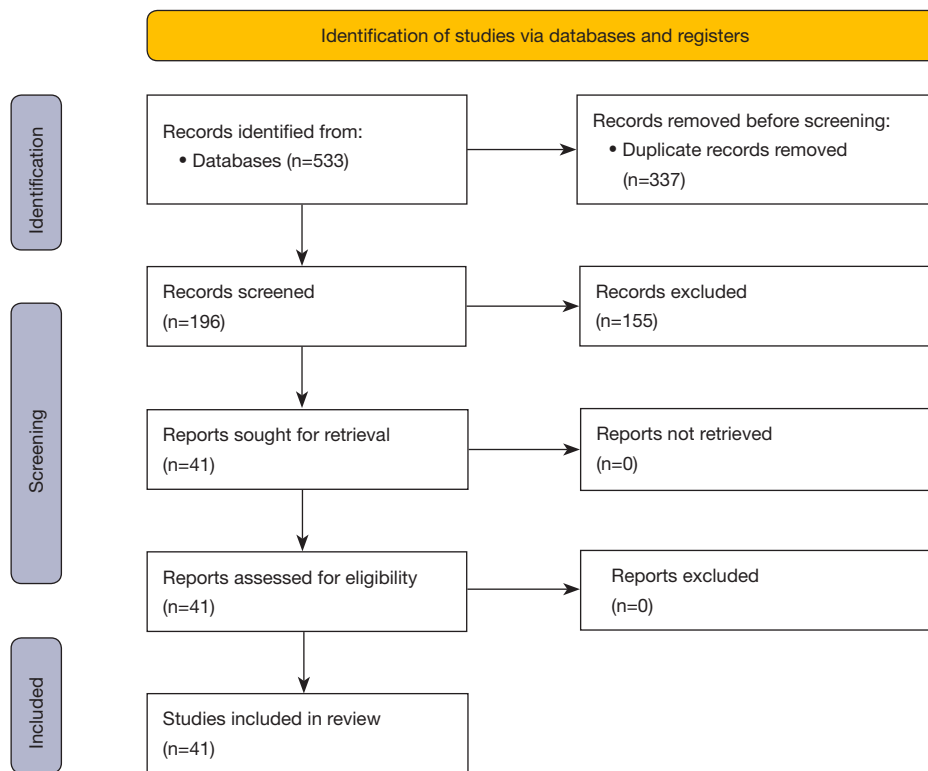 Identification of studies via databases and registers
Identification
Records identified from:
• Databases (n=533)
Records removed before screening:
• Duplicate records removed
(n=337)
Screening
Records screened
(n=196)
Records excluded
(n=155)
Reports sought for retrieval
(n=41)
Reports not retrieved
(n=0)
Reports assessed for eligibility
(n=41)
Reports excluded
(n=0)
Included
Studies included in review
(n=41)